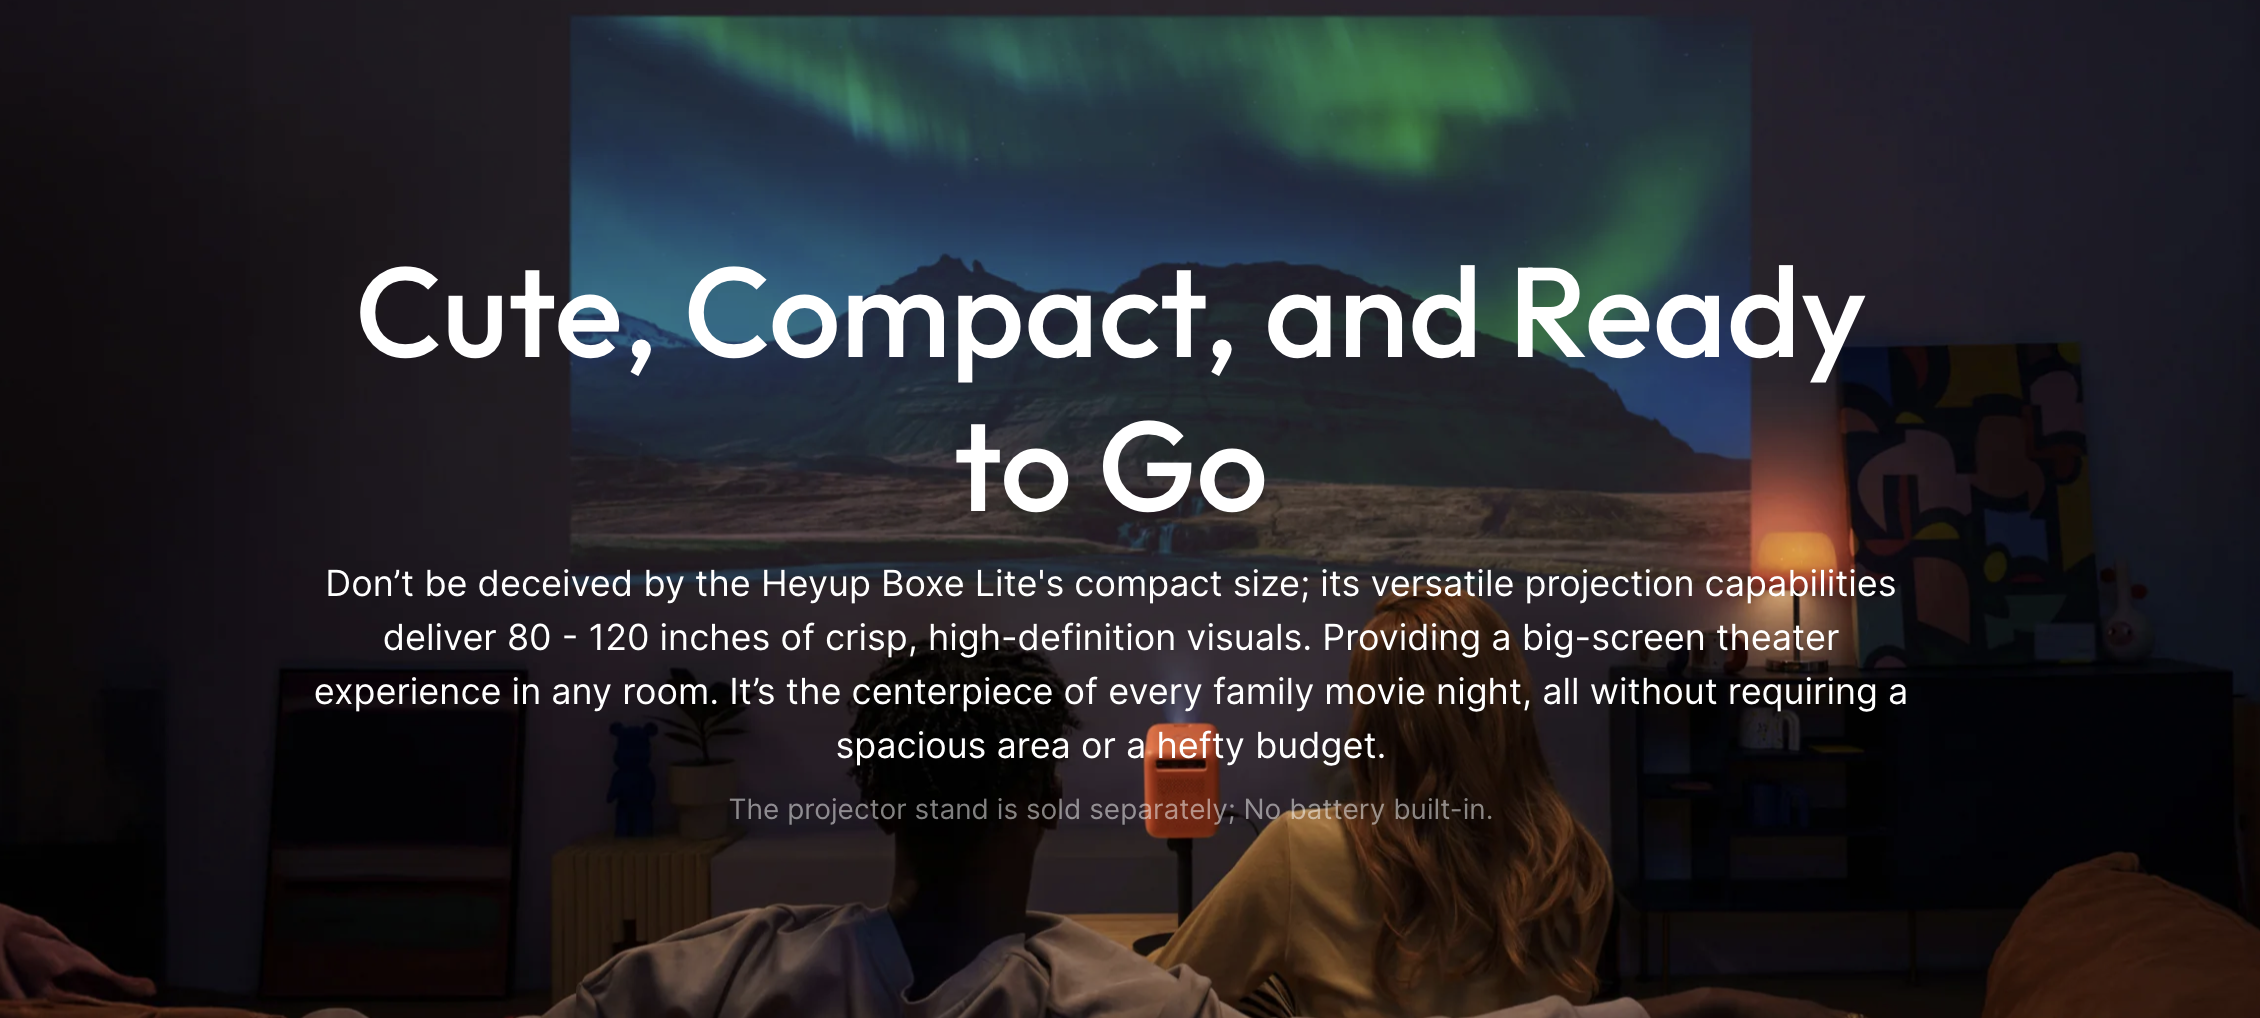 Cute, Compact, and Ready
to Go
Don’t be deceived by the Heyup Boxe Lite's compact size; its versatile projection capabilities
deliver 80 - 120 inches of crisp, high-definition visuals. Providing a big-screen theater
experience in any room. It’s the centerpiece of every family movie night, all without requiring a
spacious area or a hefty budget.
The projector stand is sold separately; No battery built-in.